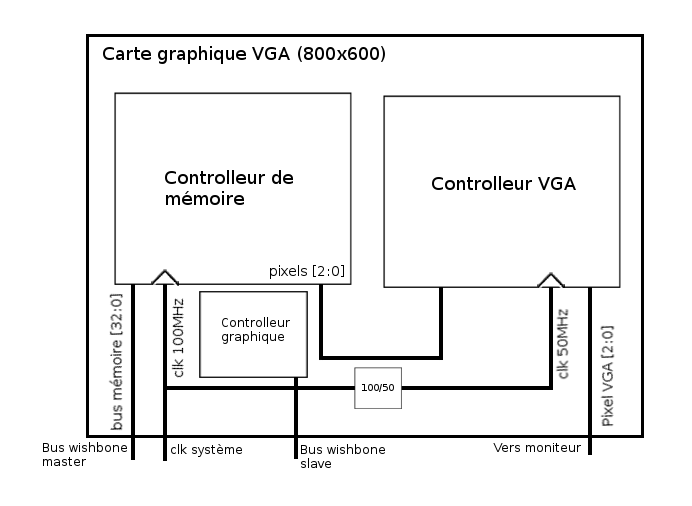 Carte graphique VGA (800x600)
Controlleur de
mémoire
Controlleur VGA
pixels [2:0]
bus mémoire [32:0]
clk 100MHz
Controlleur
graphique
100/50
clk 50MHz
Pixel VGA [2:0]
Bus wishbone
master
clk système
Bus wishbone
slave
Vers moniteur